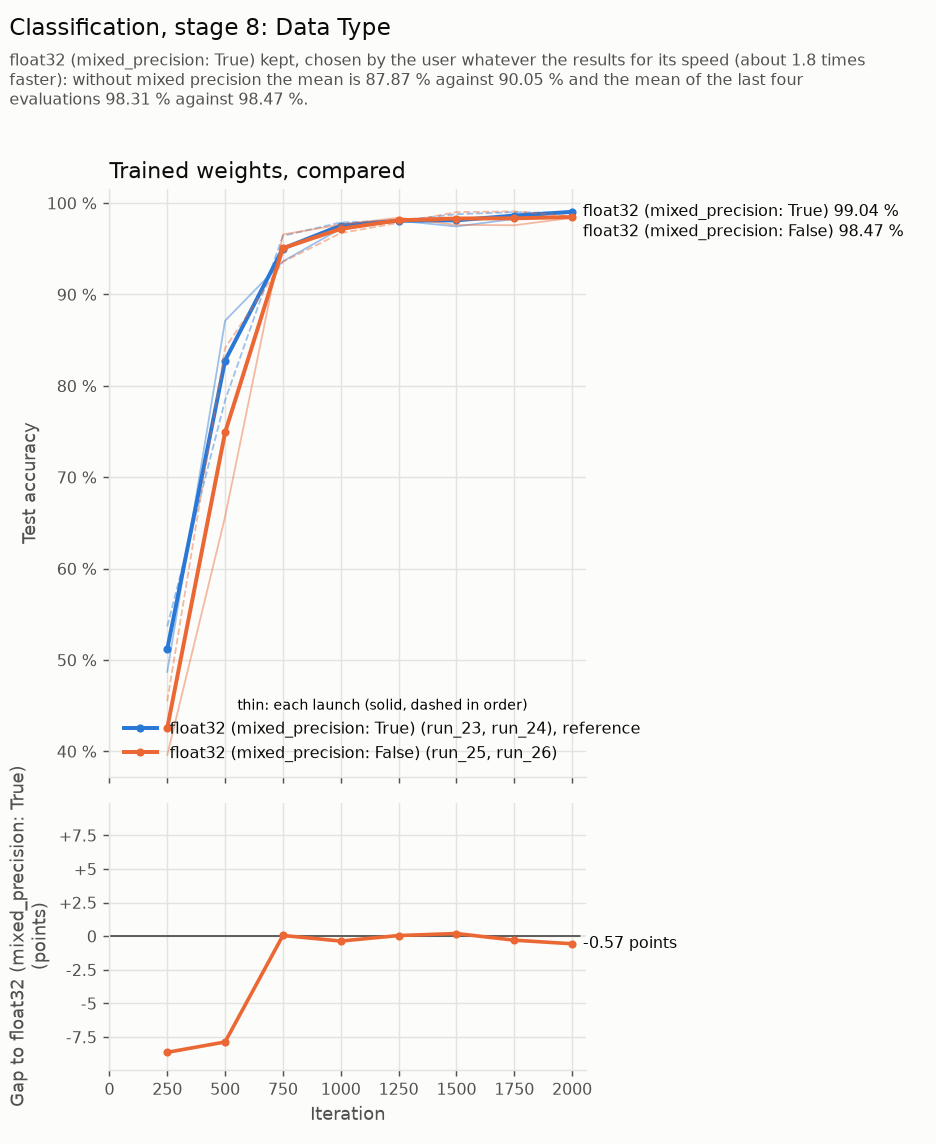 Classification, stage 8: Data Type
float32 (mixed_precision: True) kept, chosen by the user whatever the results for its speed (about 1.8 times
faster): without mixed precision the mean is 87.87 % against 90.05 % and the mean of the last four
evaluations 98.31 % against 98.47 %.
Trained weights, compared
100 %
90 %
80 %
70 %
60 %
50 %
40 %
Test accuracy
float32 (mixed_precision: True) 99.04 %
float32 (mixed_precision: False) 98.47 %
thin: each launch (solid, dashed in order)
float32 (mixed_precision: True) (run_23, run_24), reference
float32 (mixed_precision: False) (run_25, run_26)
Gap to float32 (mixed_precision: True)
(points)
+7.5
+5
+2.5
0
-2.5
-5
-7.5
-0.57 points
0 250 500 750 1000 1250 1500 1750 2000
Iteration